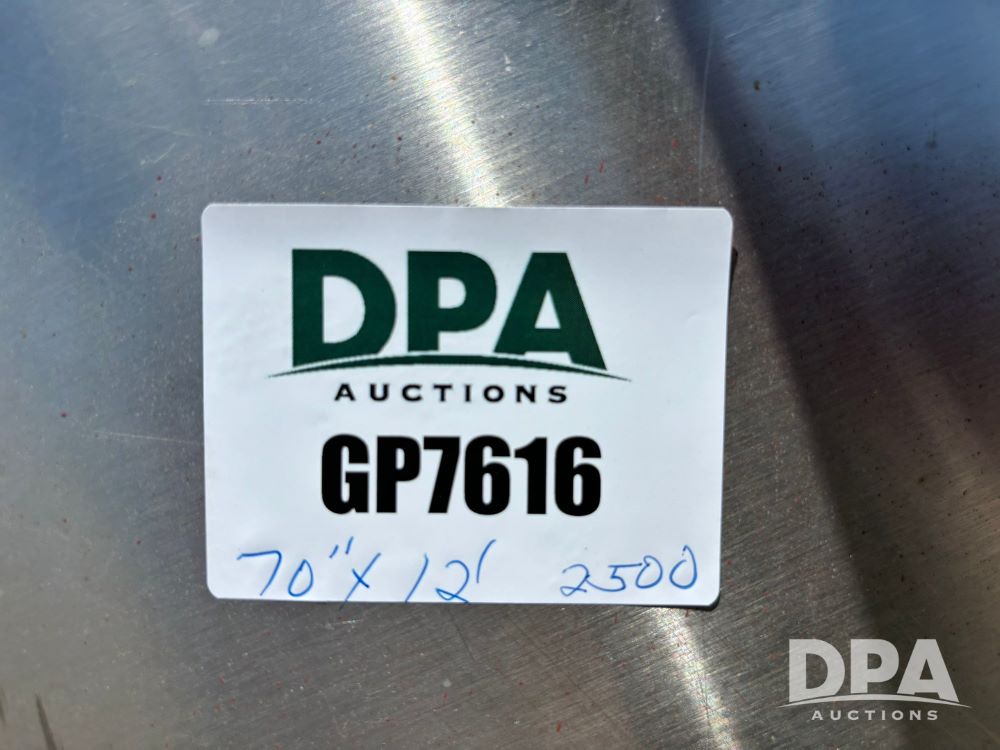 DPA
AUCTIONS
GP7616
70" x 12' 2500
DPA
AUCTIONS